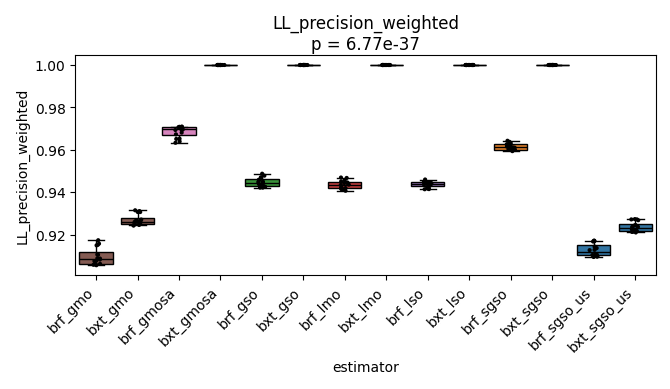 LL_precision_weighted
p = 6.77e-37
LL_precision_weighted
1.00
0.98
0.96
0.94
0.92
brf_gmo
bxt_gmo
brf_gmosa
bxt_gmosa
brf_gso
bxt_gso
brf_lmo
bxt_lmo
brf_lso
bxt_lso
brf_sgso
bxt_sgso
brf_sgso_us
bxt_sgso_us
estimator